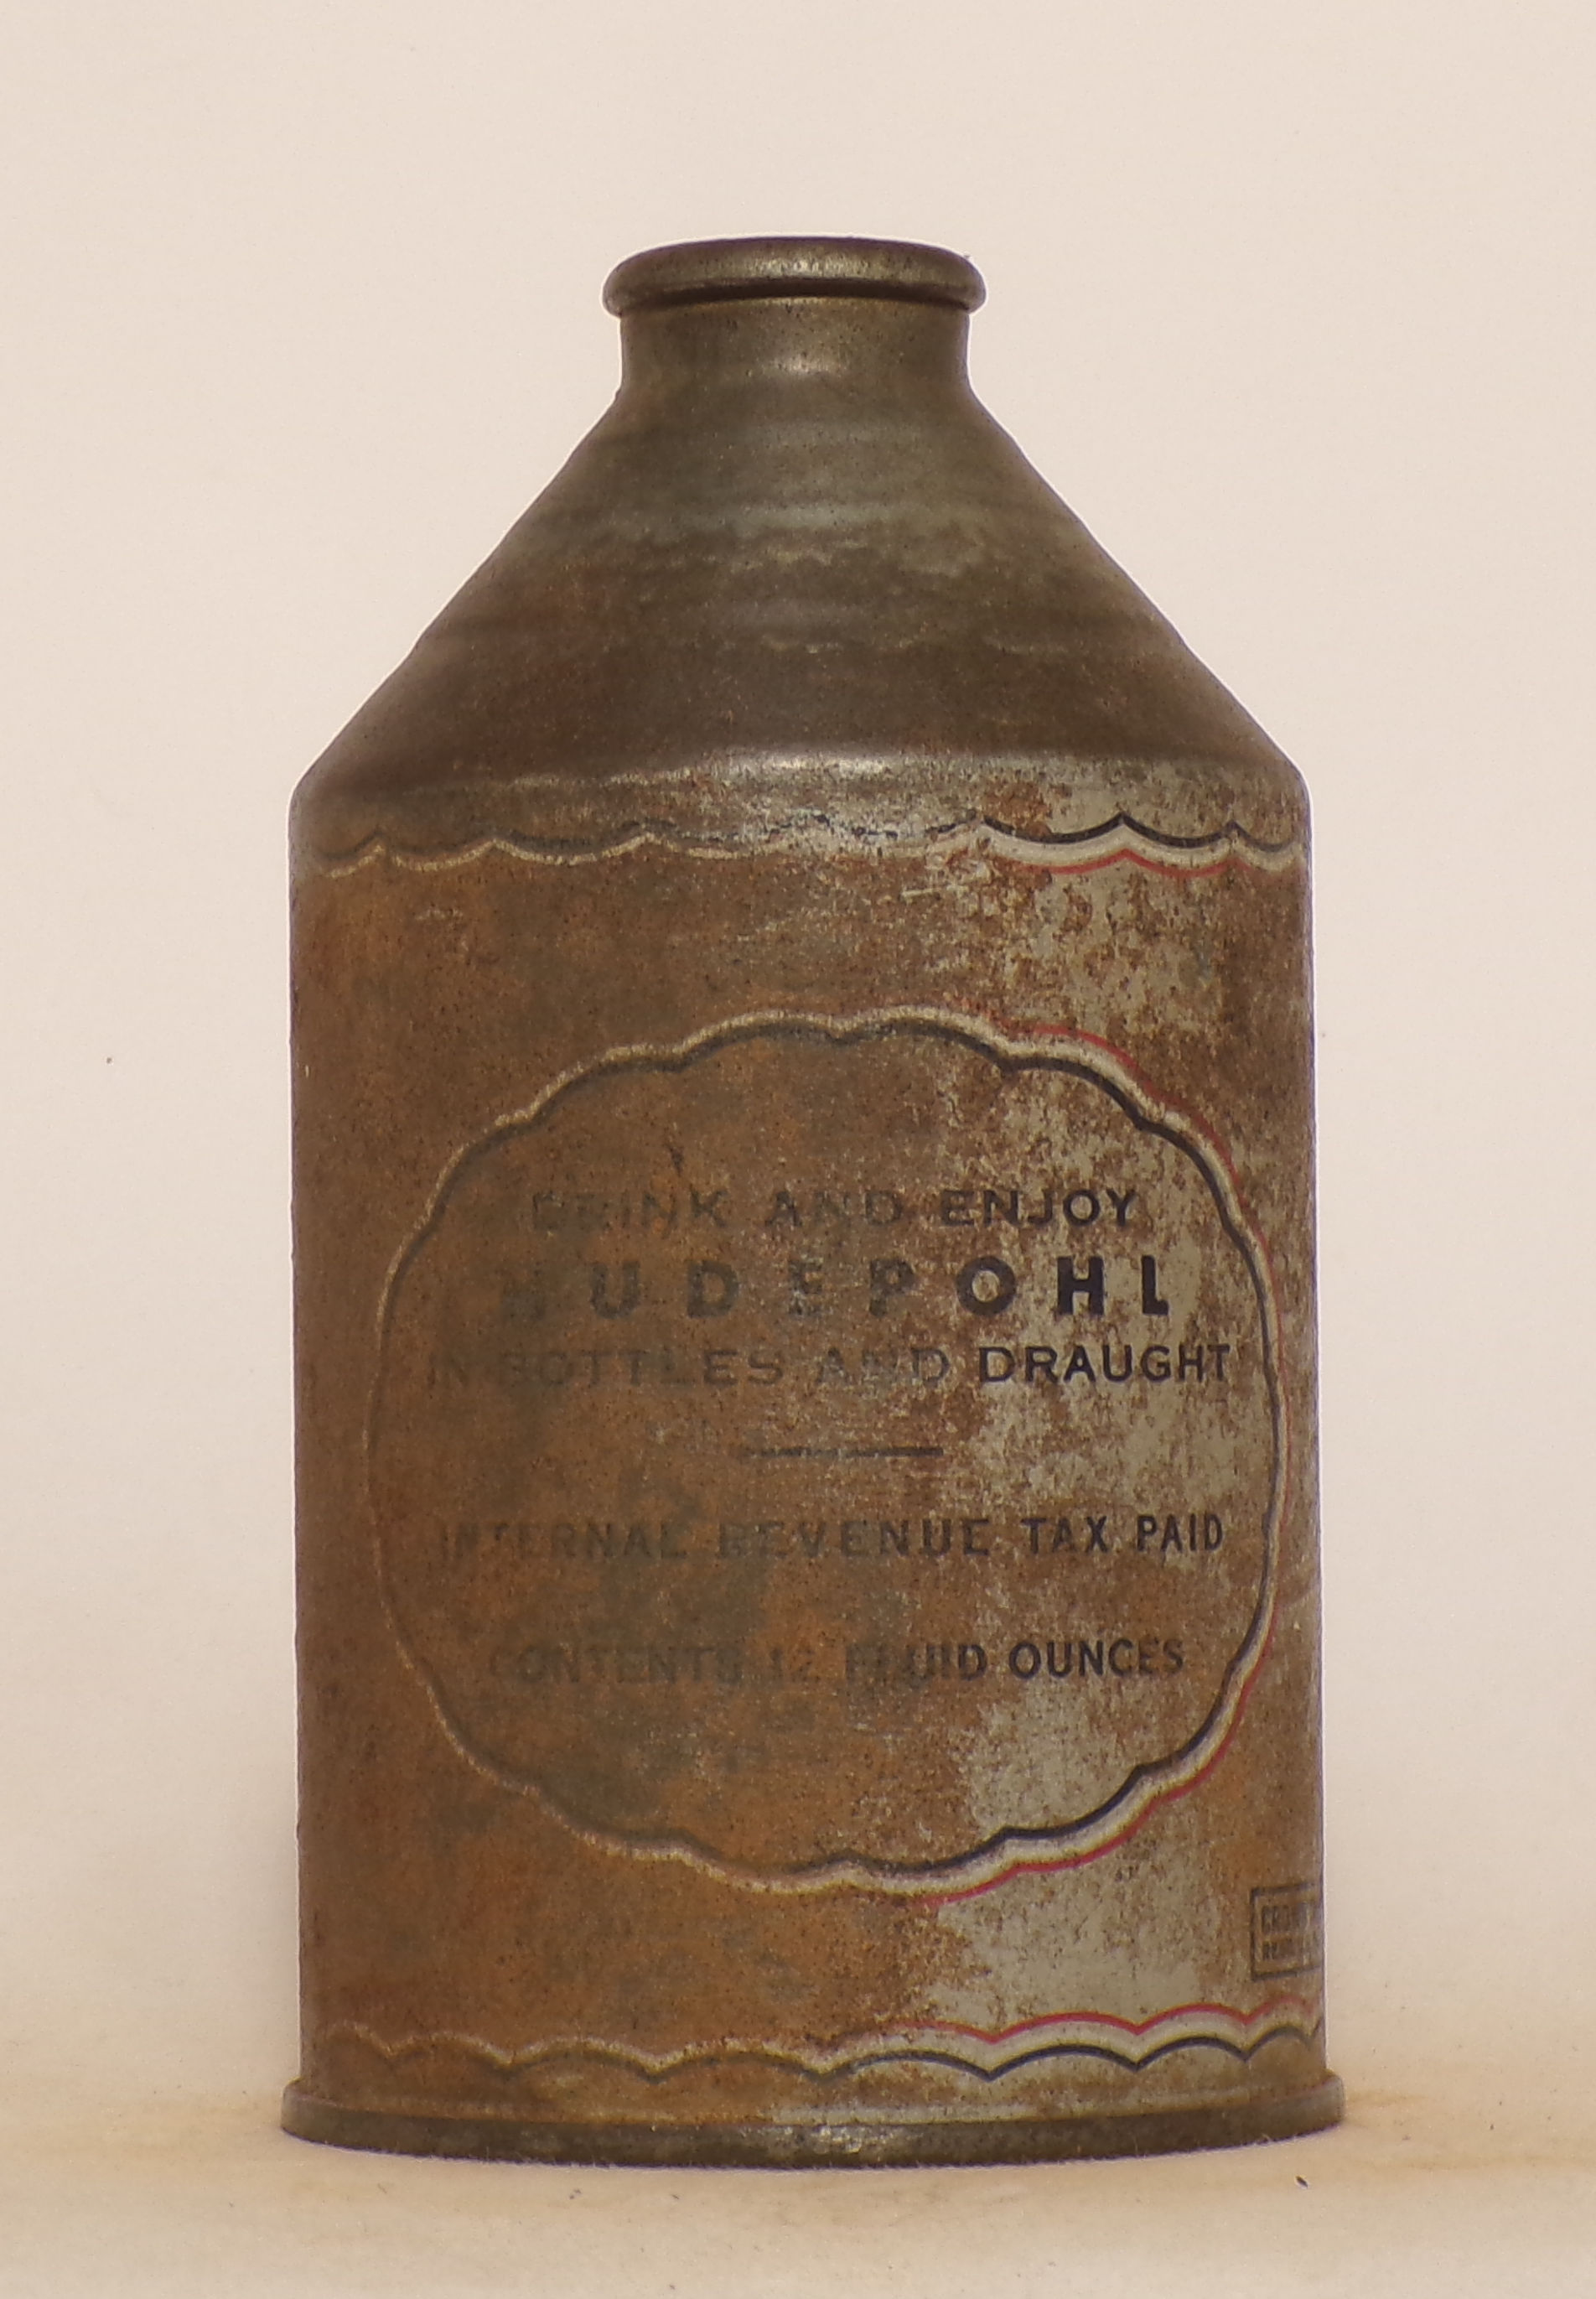 DRINK AND ENJOY
HUDEPOHL
IN BOTTLES AND DRAUGHT
INTERNAL REVENUE TAX PAID
CONTENTS 12 FLUID OUNCES